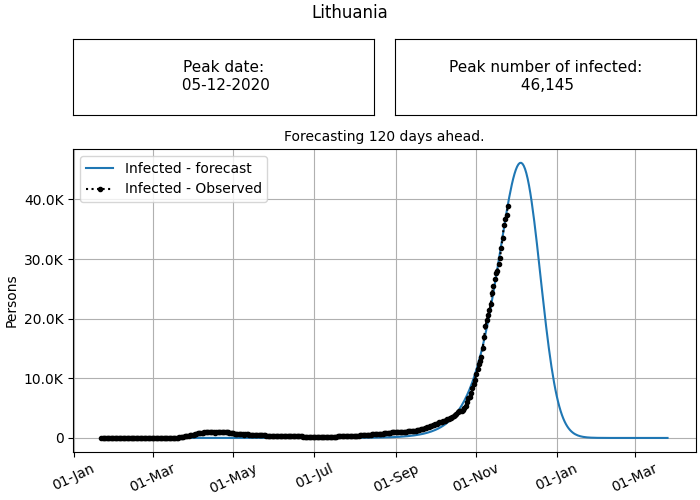 Lithuania
Peak date:
05-12-2020
Peak number of infected:
46,145
Forecasting 120 days ahead.
Infected - forecast
Infected - Observed
Persons
40.0K
30.0K
20.0K
10.0K
0
01-Jan
01-Mar
01-May
01-Jul
01-Sep
01-Nov
01-Jan
01-Mar